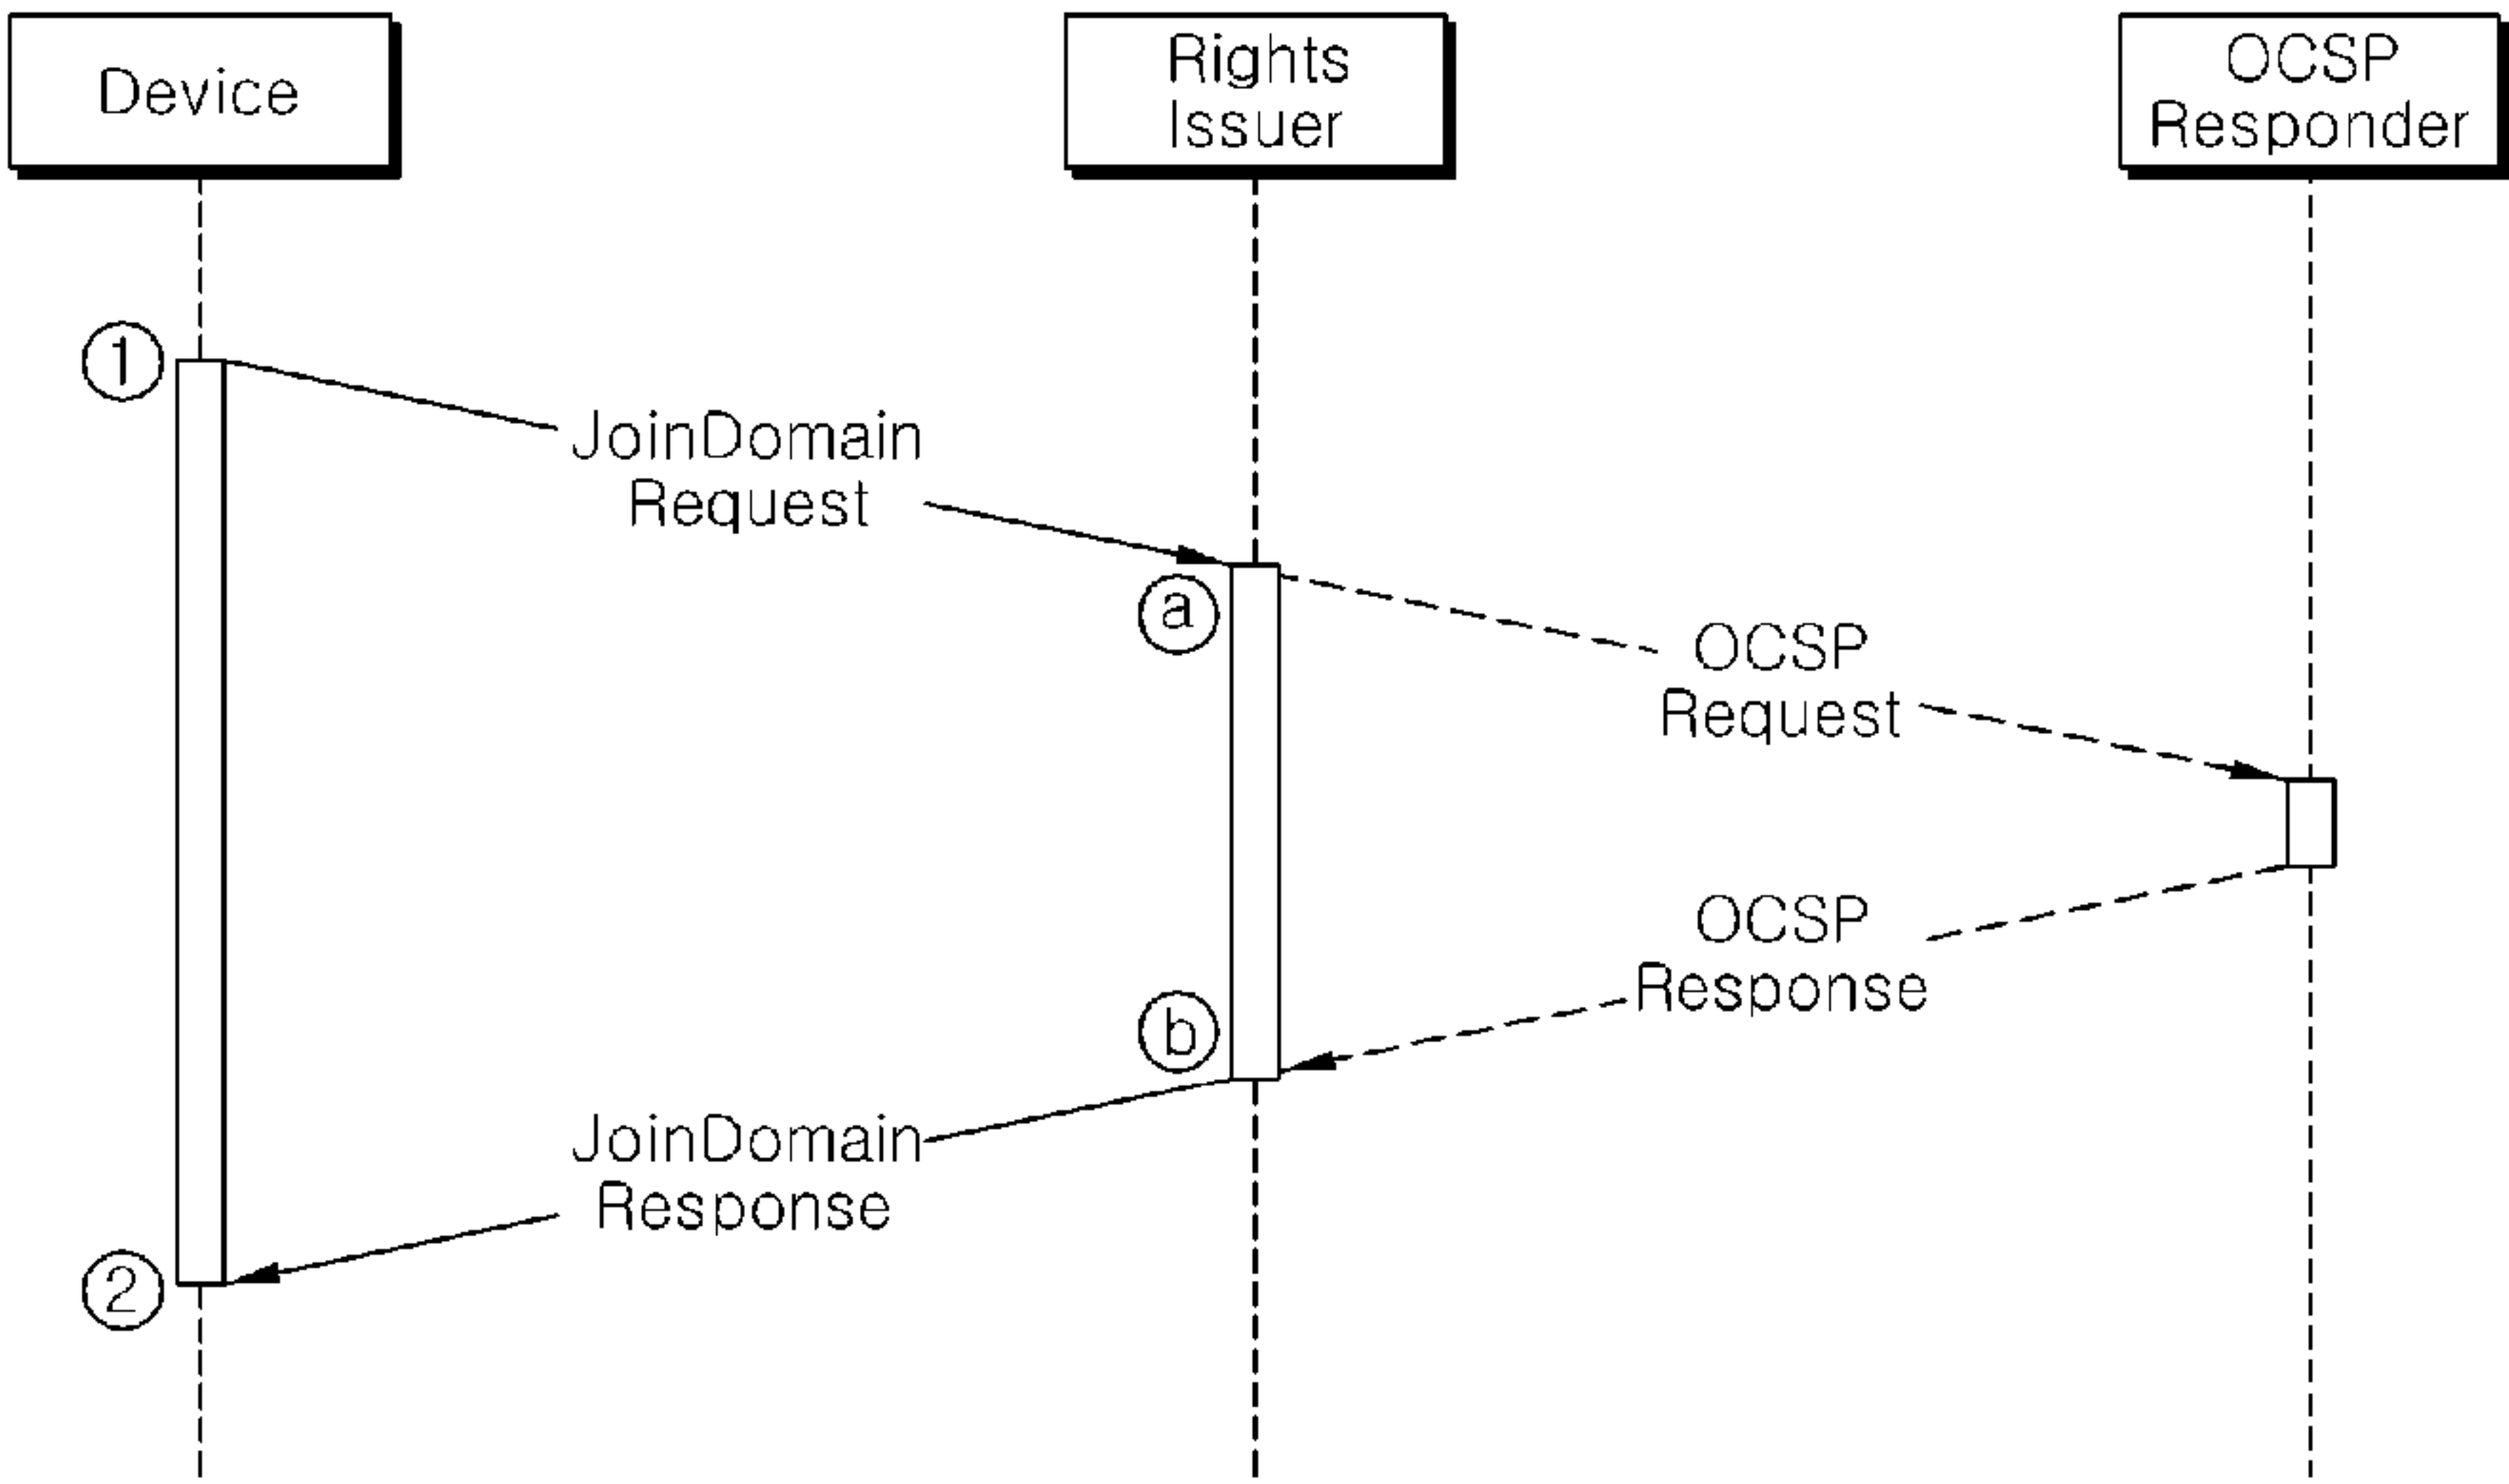 Device
Rights
Issuer
OCSP
Responder
1
JoinDomain
Request
a
OCSP
Request
OCSP
Response
b
JoinDomain
Response
2